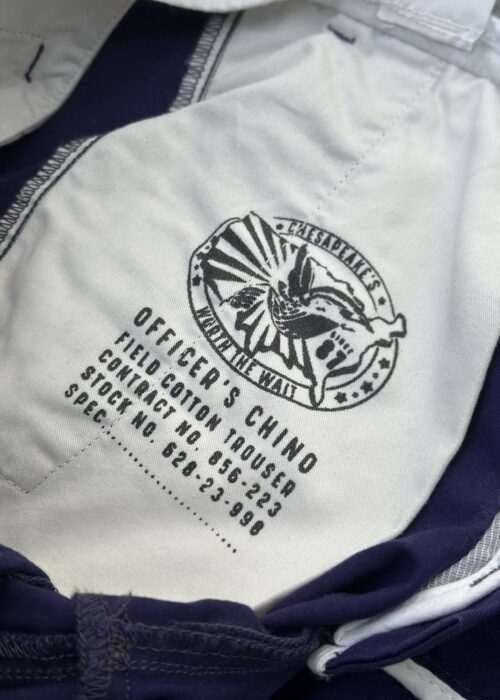 CHESAPEAKE'S
SINCE
87
WORTH THE WAIT
OFFICER'S CHINO
FIELD COTTON TROUSER
CONTRACT NO. 856-223
STOCK NO. 628-23-998
SPEC...............................